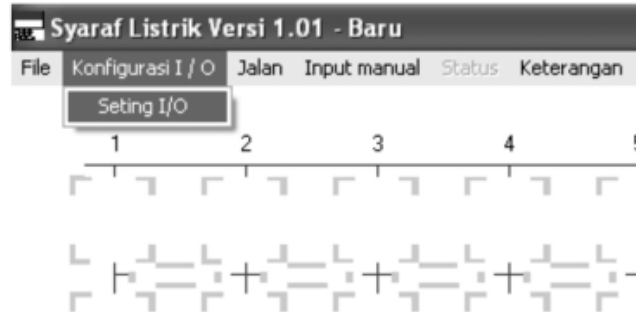 Syaraf Listrik Versi 1.01 - Baru
File Konfigurasi I / O Jalan Input manual Status Keterangan
Seting I/O
1 2 3 4